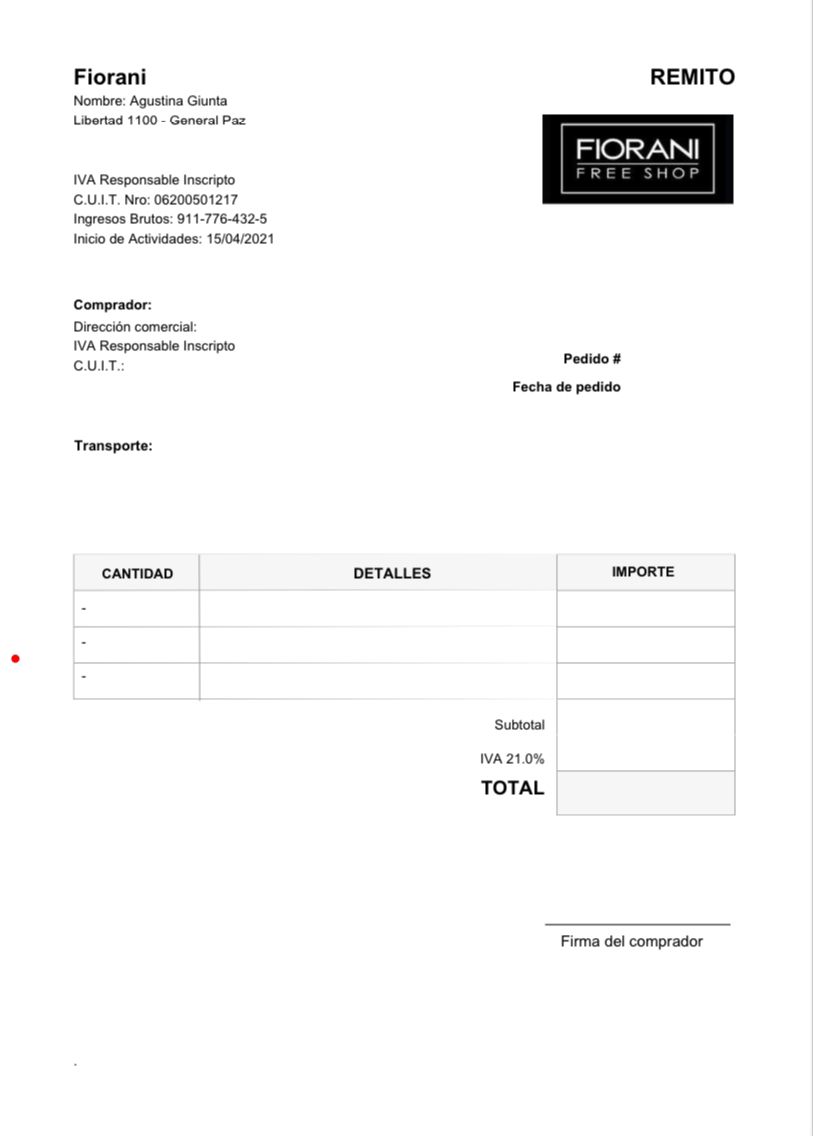 Fiorani
REMITO
Nombre: Agustina Giunta
Libertad 1100 - General Paz
FIORANI
FREE SHOP
IVA Responsable Inscripto
C.U.I.T. Nro: 06200501217
Ingresos Brutos: 911-776-432-5
Inicio de Actividades: 15/04/2021
Comprador:
Dirección comercial:
IVA Responsable Inscripto
C.U.I.T.:
Pedido #
Fecha de pedido
Transporte:
CANTIDAD DETALLES IMPORTE
-
-
-
Subtotal
IVA 21.0%
TOTAL
Firma del comprador
.